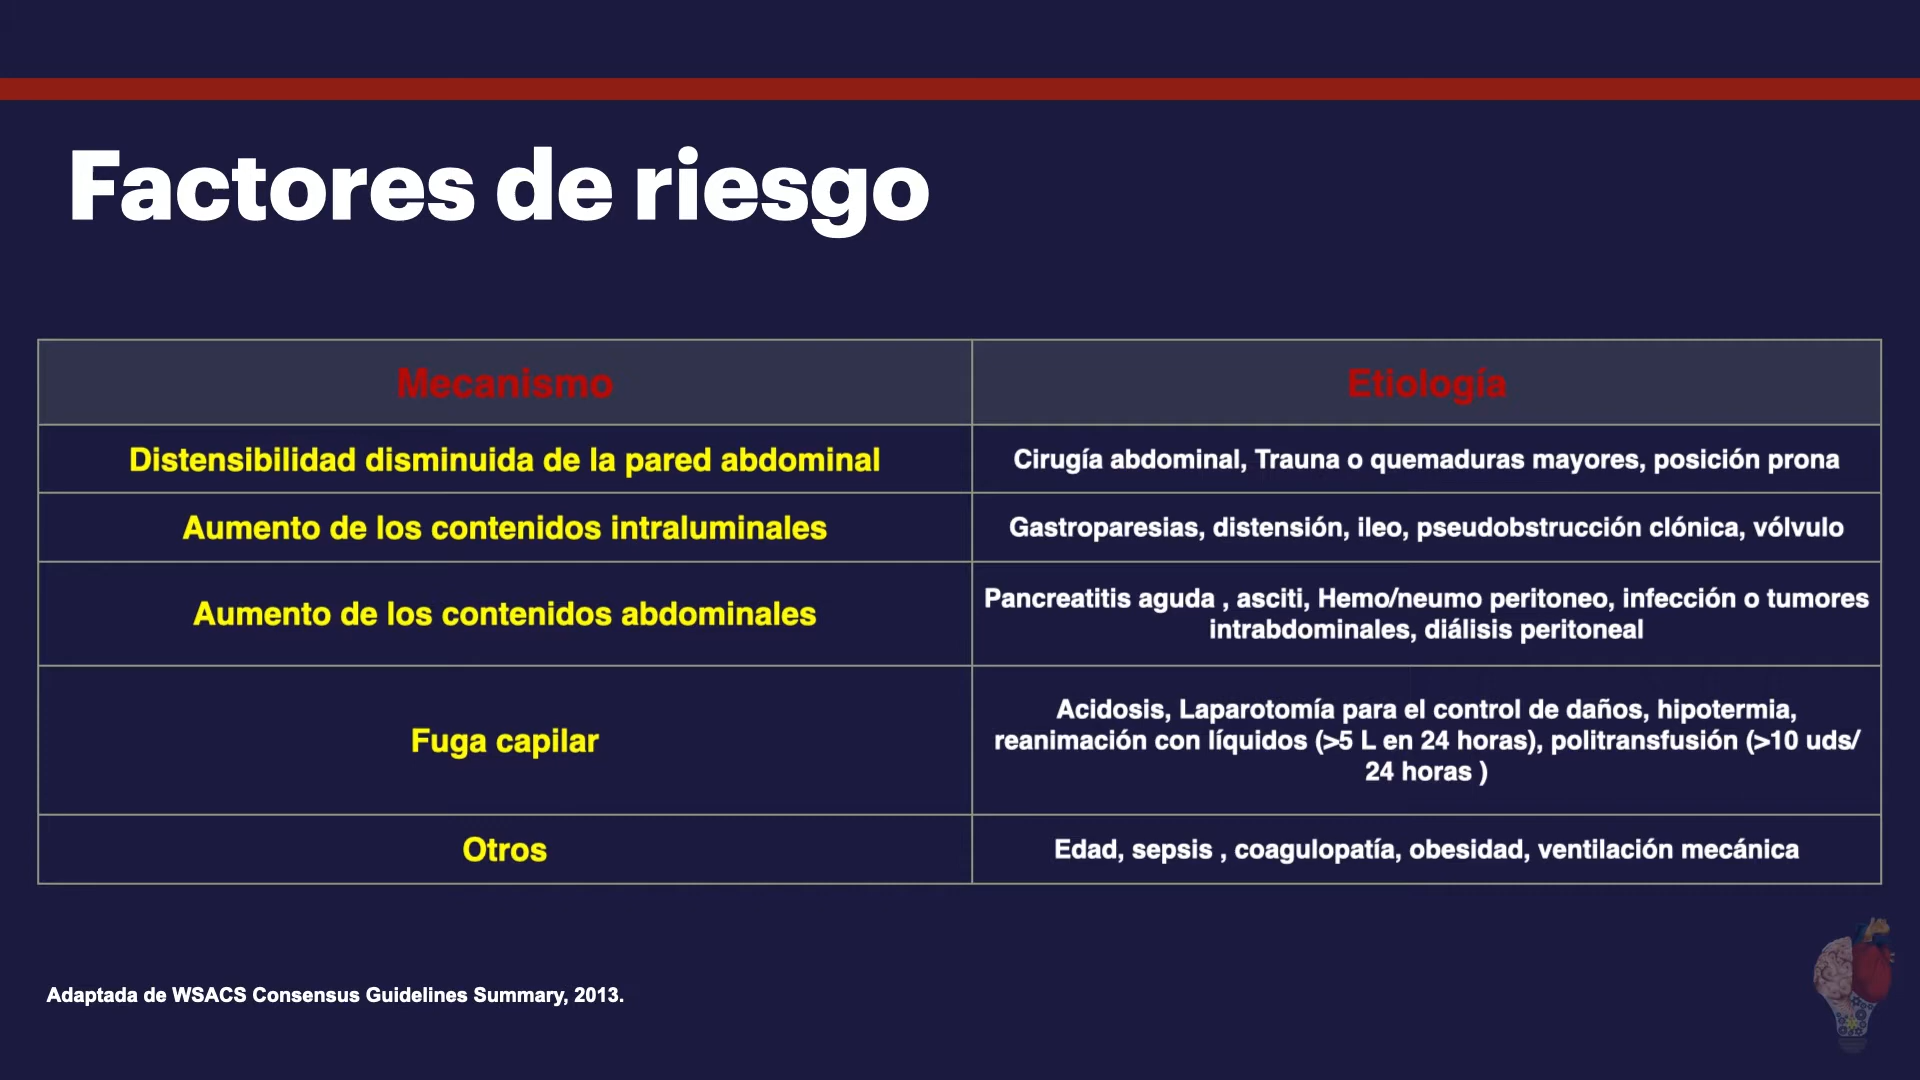 Factores de riesgo
Mecanismo
Etiología
Distensibilidad disminuida de la pared abdominal
Cirugía abdominal, Trauma o quemaduras mayores, posición prona
Aumento de los contenidos intraluminales
Gastroparesias, distensión, ileo, pseudobstrucción clónica, vólvulo
Aumento de los contenidos abdominales
Pancreatitis aguda , asciti, Hemo/neumo peritoneo, infección o tumores
intrabdominales, diálisis peritoneal
Fuga capilar
Acidosis, Laparotomía para el control de daños, hipotermia,
reanimación con líquidos (>5 L en 24 horas), politransfusión (>10 uds/
24 horas )
Otros
Edad, sepsis , coagulopatía, obesidad, ventilación mecánica
Adaptada de WSACS Consensus Guidelines Summary, 2013.